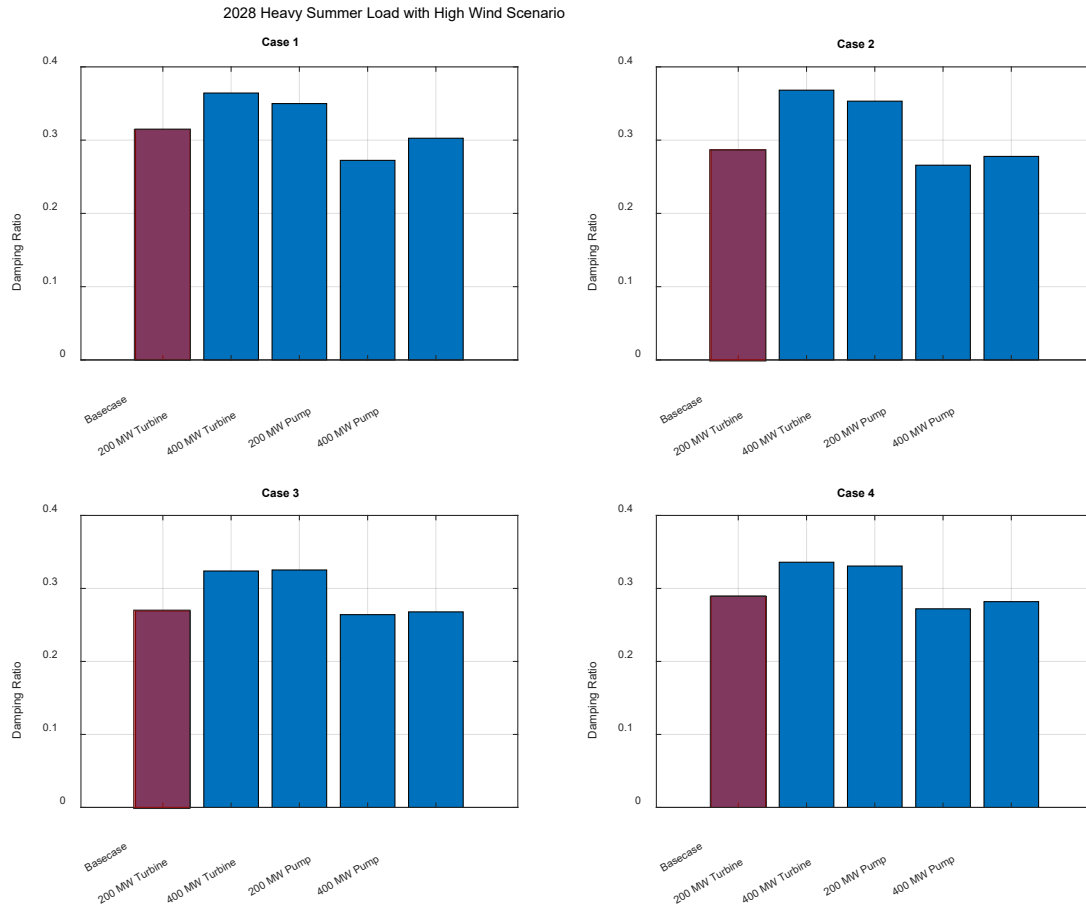 2028 Heavy Summer Load with High Wind Scenario
Case 1
0.4
0.3
0.2
0.1
0
Damping Ratio
Basecase
200 MW Turbine
400 MW Turbine
200 MW Pump
400 MW Pump
Case 2
0.4
0.3
0.2
0.1
0
Damping Ratio
Basecase
200 MW Turbine
400 MW Turbine
200 MW Pump
400 MW Pump
Case 3
0.4
0.3
0.2
0.1
0
Damping Ratio
Basecase
200 MW Turbine
400 MW Turbine
200 MW Pump
400 MW Pump
Case 4
0.4
0.3
0.2
0.1
0
Damping Ratio
Basecase
200 MW Turbine
400 MW Turbine
200 MW Pump
400 MW Pump